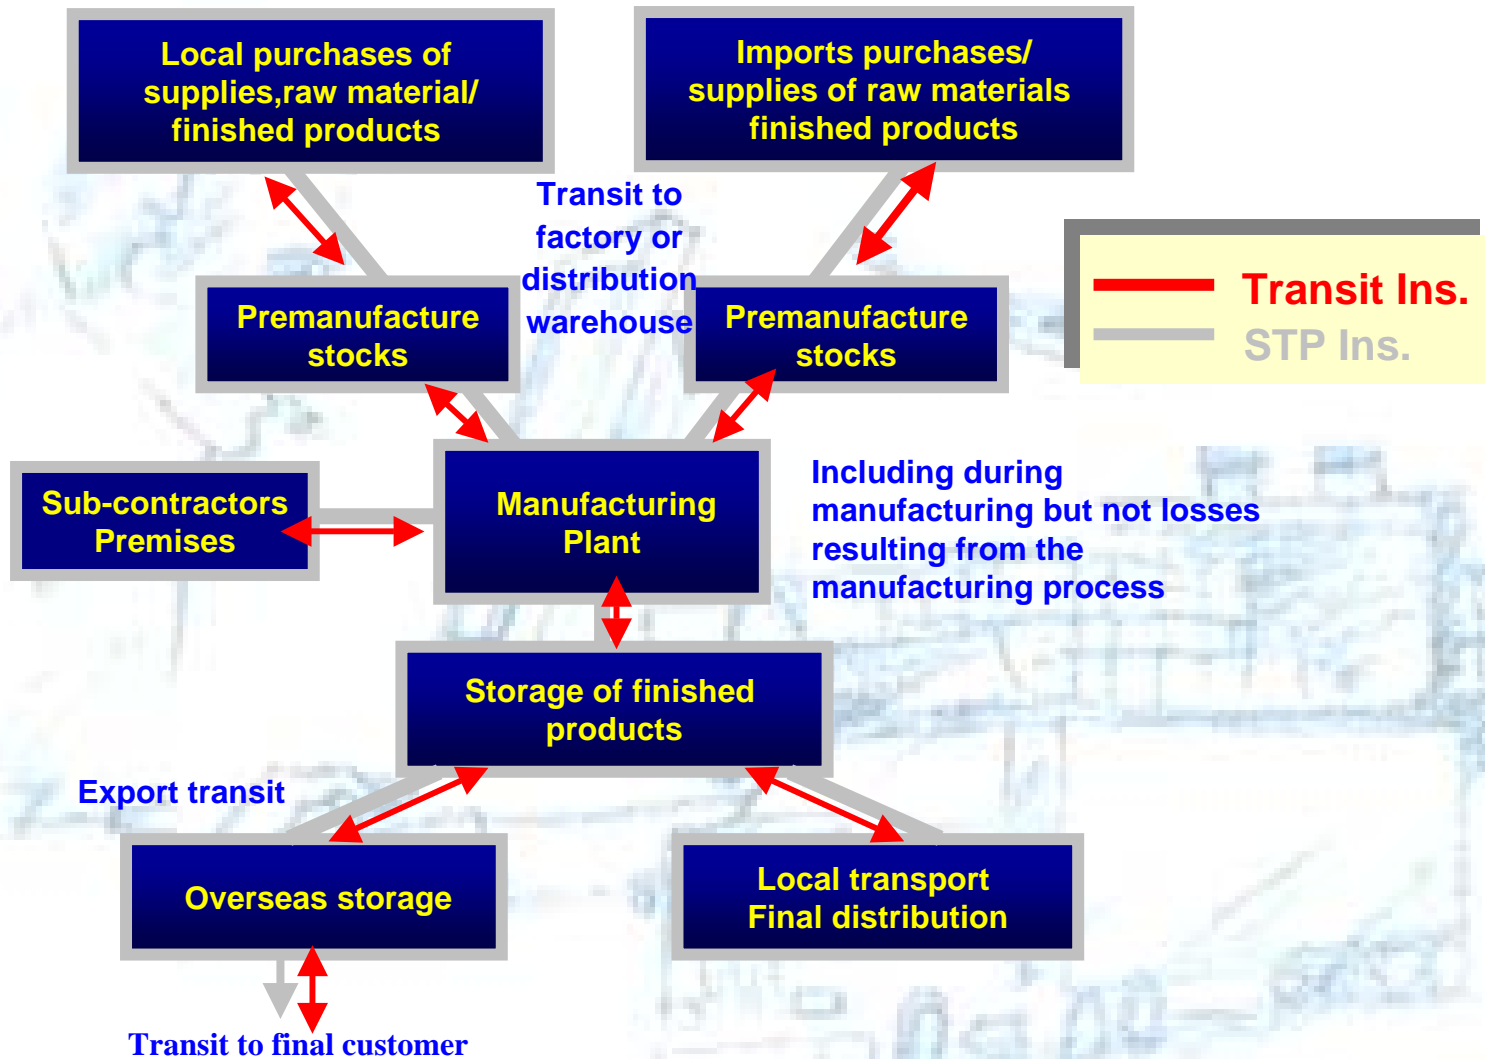 Local purchases of
supplies,raw material/
finished products
Imports purchases/
supplies of raw materials
finished products
Transit to
factory or
distribution
warehouse
Transit Ins.
STP Ins.
Premanufacture
stocks
Premanufacture
stocks
Sub-contractors
Premises
Manufacturing
Plant
Including during
manufacturing but not losses
resulting from the
manufacturing process
Storage of finished
products
Export transit
Overseas storage
Local transport
Final distribution
Transit to final customer